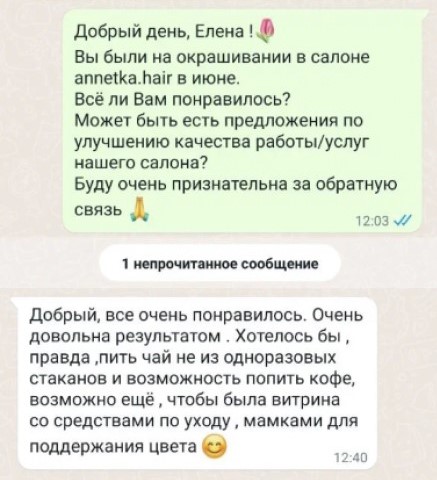 Добрый день, Елена !🌷
Вы были на окрашивании в салоне
annetka.hair в июне.
Всё ли Вам понравилось?
Может быть есть предложения по
улучшению качества работы/услуг
нашего салона?
Буду очень признательна за обратную
связь 🙏
12:03
1 непрочитанное сообщение
Добрый, все очень понравилось. Очень
довольна результатом . Хотелось бы ,
правда ,пить чай не из одноразовых
стаканов и возможность попить кофе,
возможно ещё , чтобы была витрина
со средствами по уходу , мамками для
поддержания цвета 😊
12:40